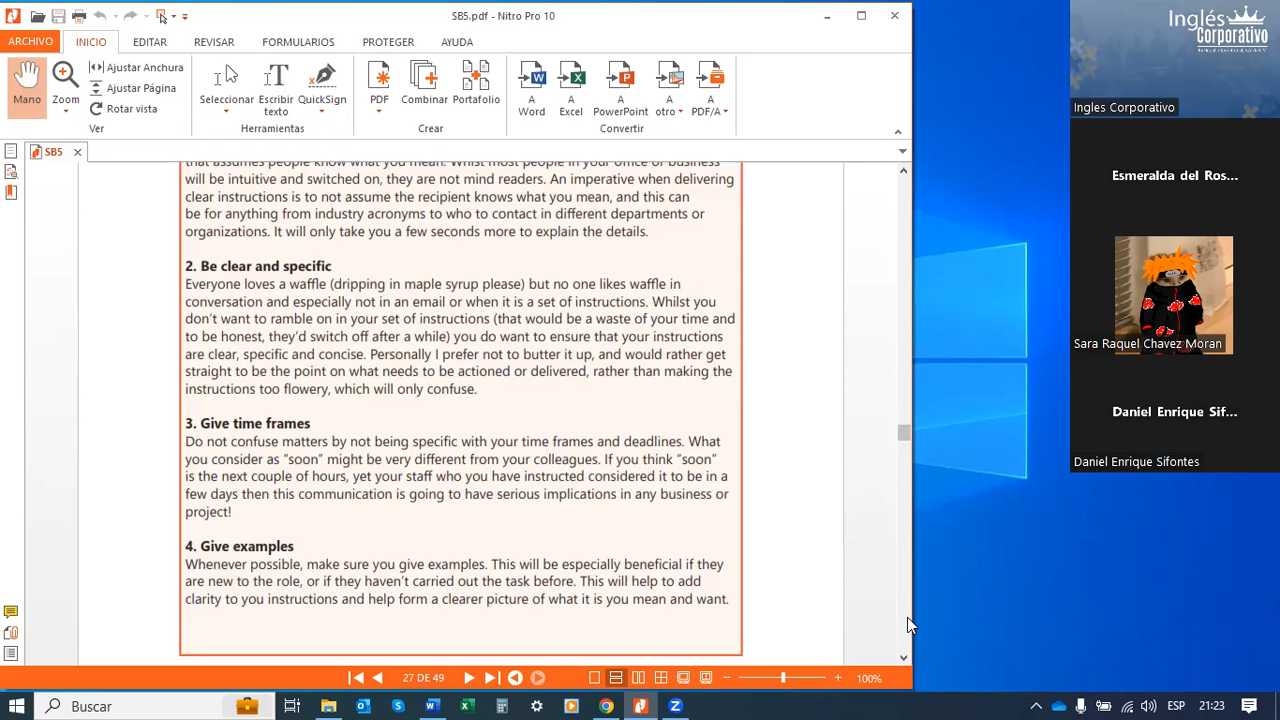 SB5.pdf - Nitro Pro 10
ARCHIVO INICIO EDITAR REVISAR FORMULARIOS PROTEGER AYUDA
Mano
Zoom
Ajustar Anchura
Ajustar Página
Rotar vista
Ver
Seleccionar
Escribir texto
QuickSign
Herramientas
PDF
Combinar
Portafolio
Crear
A Word
A Excel
A PowerPoint
A otro
A PDF/A
Convertir
SB5
that assumes people know what you mean. Whilst most people in your office or business
will be intuitive and switched on, they are not mind readers. An imperative when delivering
clear instructions is to not assume the recipient knows what you mean, and this can
be for anything from industry acronyms to who to contact in different departments or
organizations. It will only take you a few seconds more to explain the details.
2. Be clear and specific
Everyone loves a waffle (dripping in maple syrup please) but no one likes waffle in
conversation and especially not in an email or when it is a set of instructions. Whilst you
don't want to ramble on in your set of instructions (that would be a waste of your time and
to be honest, they'd switch off after a while) you do want to ensure that your instructions
are clear, specific and concise. Personally I prefer not to butter it up, and would rather get
straight to be the point on what needs to be actioned or delivered, rather than making the
instructions too flowery, which will only confuse.
3. Give time frames
Do not confuse matters by not being specific with your time frames and deadlines. What
you consider as “soon” might be very different from your colleagues. If you think “soon”
is the next couple of hours, yet your staff who you have instructed considered it to be in a
few days then this communication is going to have serious implications in any business or
project!
4. Give examples
Whenever possible, make sure you give examples. This will be especially beneficial if they
are new to the role, or if they haven't carried out the task before. This will help to add
clarity to you instructions and help form a clearer picture of what it is you mean and want.
27 DE 49
100%
Buscar
ESP
21:23
Inglés
Corporativo
Ingles Corporativo
Esmeralda del Ros...
Sara Raquel Chavez Moran
Daniel Enrique Sif...
Daniel Enrique Sifontes